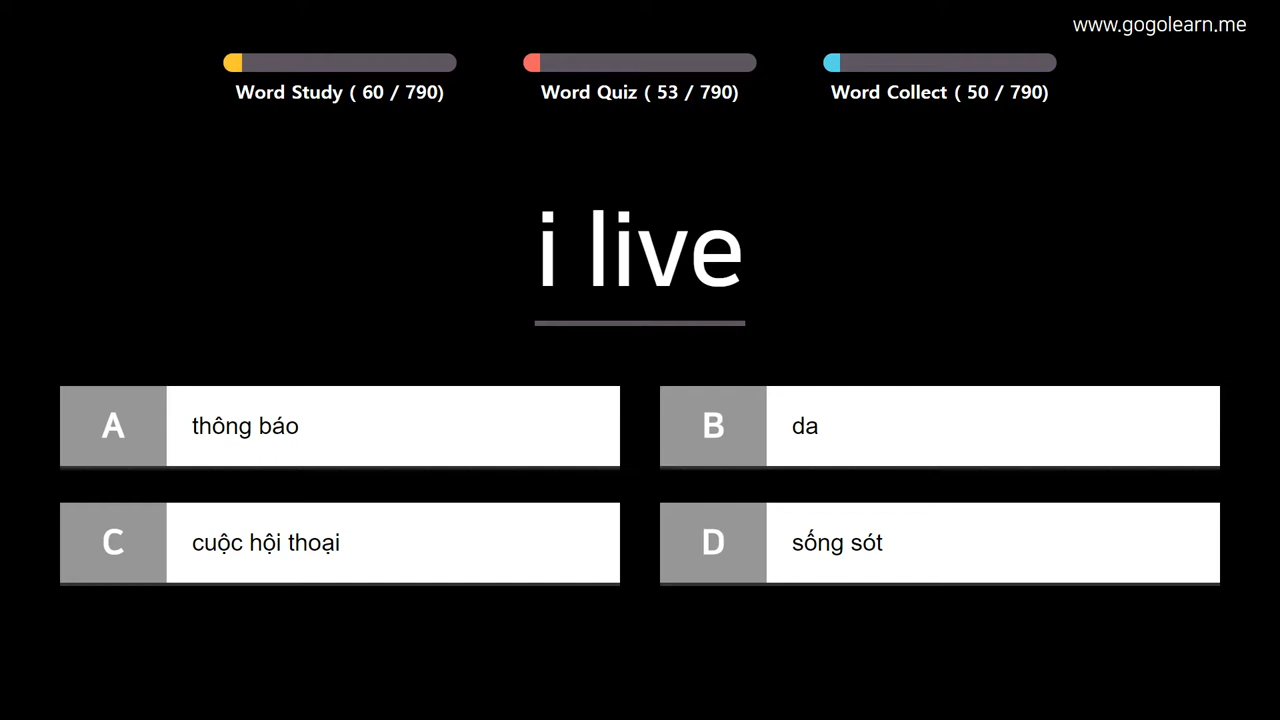 www.gogolearn.me
Word Study ( 60 / 790)
Word Quiz ( 53 / 790)
Word Collect ( 50 / 790)
i live
A
thông báo
B
da
C
cuộc hội thoại
D
sống sót